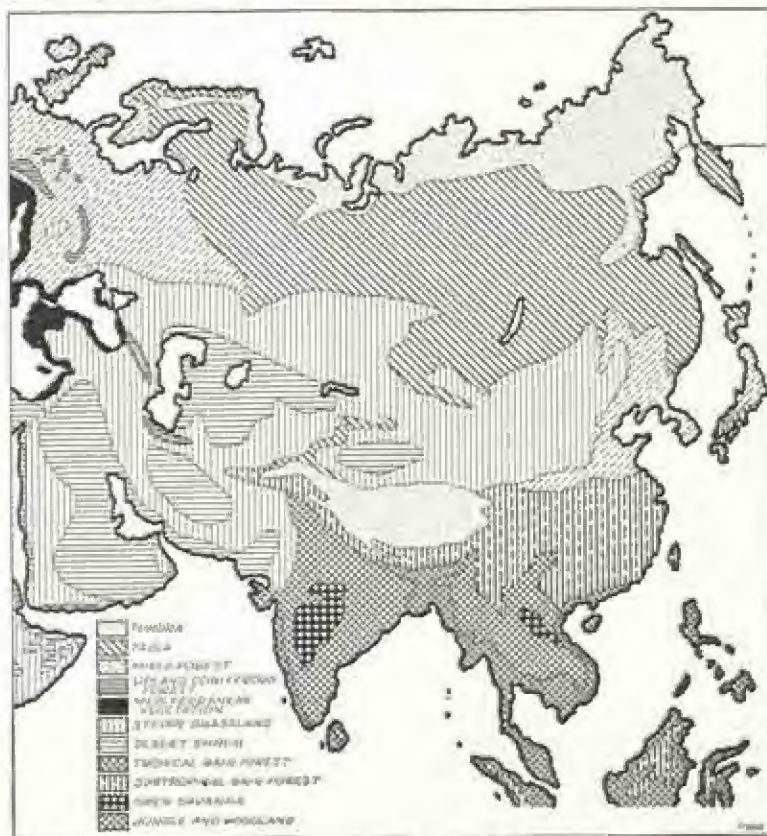 TUNDRA
TAIGA
MIXED FOREST
UPLAND CONIFEROUS
FOREST
MEDITERRANEAN
VEGETATION
STEPPE GRASSLAND
DESERT SHRUB
TROPICAL RAIN FOREST
SUBTROPICAL RAIN FOREST
OPEN SAVANNA
JUNGLE AND WOODLAND